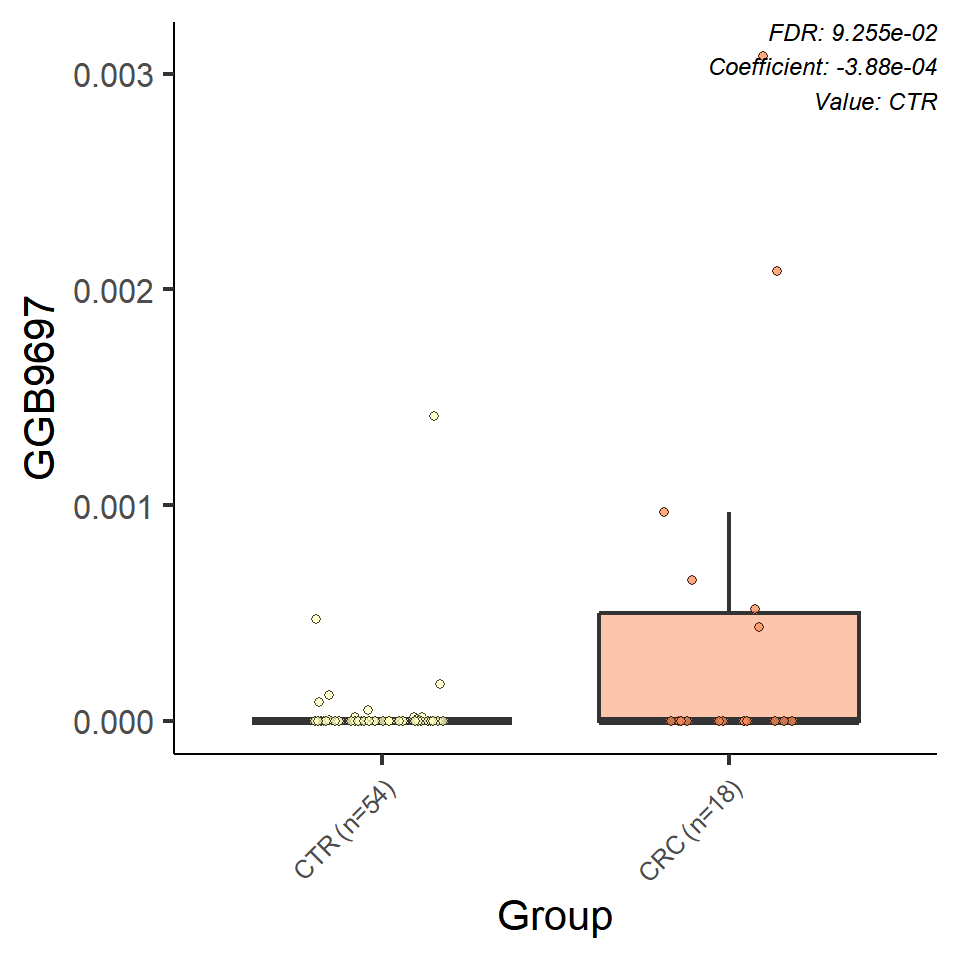 FDR: 9.255e-02
Coefficient: -3.88e-04
Value: CTR
0.003
0.002
0.001
0.000
GGB9697
CTR (n=54)
CRC (n=18)
Group